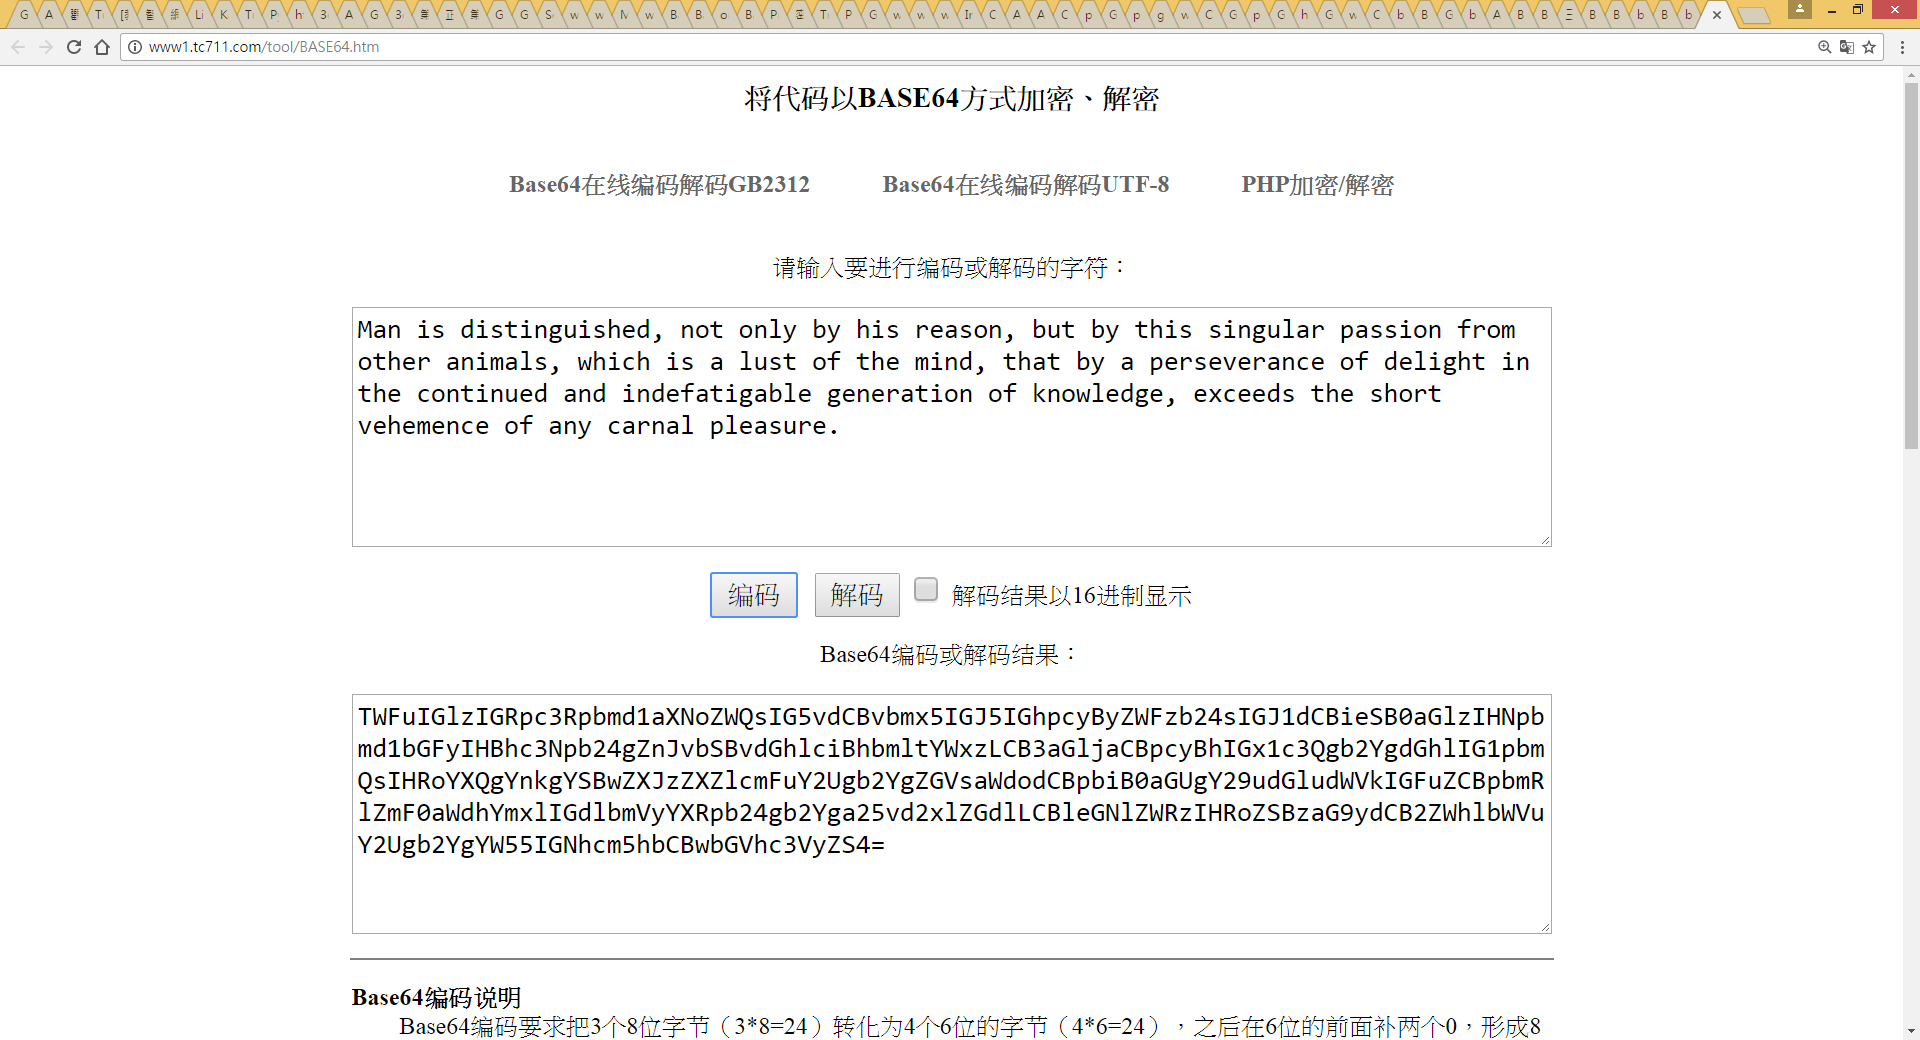 www1.tc711.com/tool/BASE64.htm
将代码以BASE64方式加密、解密
Base64在线编码解码GB2312 Base64在线编码解码UTF-8 PHP加密/解密
请输入要进行编码或解码的字符：
Man is distinguished, not only by his reason, but by this singular passion from
other animals, which is a lust of the mind, that by a perseverance of delight in
the continued and indefatigable generation of knowledge, exceeds the short
vehemence of any carnal pleasure.
编码 解码 解码结果以16进制显示
Base64编码或解码结果：
TWFuIGlzIGRpc3Rpbmd1aXNoZWQsIG5vdCBvbmx5IGJ5IGhpcyByZWFzb24sIGJ1dCBieSB0aGlzIHNpb
md1bGFyIHBhc3Npb24gZnJvbSBvdGhlciBhbmltYWxzLCB3aGljaCBpcyBhIGx1c3Qgb2YgdGhlIG1pbm
QsIHRoYXQgYnkgYSBwZXJzZXZlcmFuY2Ugb2YgZGVsaWdodCBpbiB0aGUgY29udGludWVkIGFuZCBpbmR
lZmF0aWdhYmxlIGdlbmVyYXRpb24gb2Yga25vd2xlZGdlLCBleGNlZWRzIHRoZSBzaG9ydCB2ZWhlbWVu
Y2Ugb2YgYW55IGNhcm5hbCBwbGVhc3VyZS4=
Base64编码说明
Base64编码要求把3个8位字节（3*8=24）转化为4个6位的字节（4*6=24），之后在6位的前面补两个0，形成8